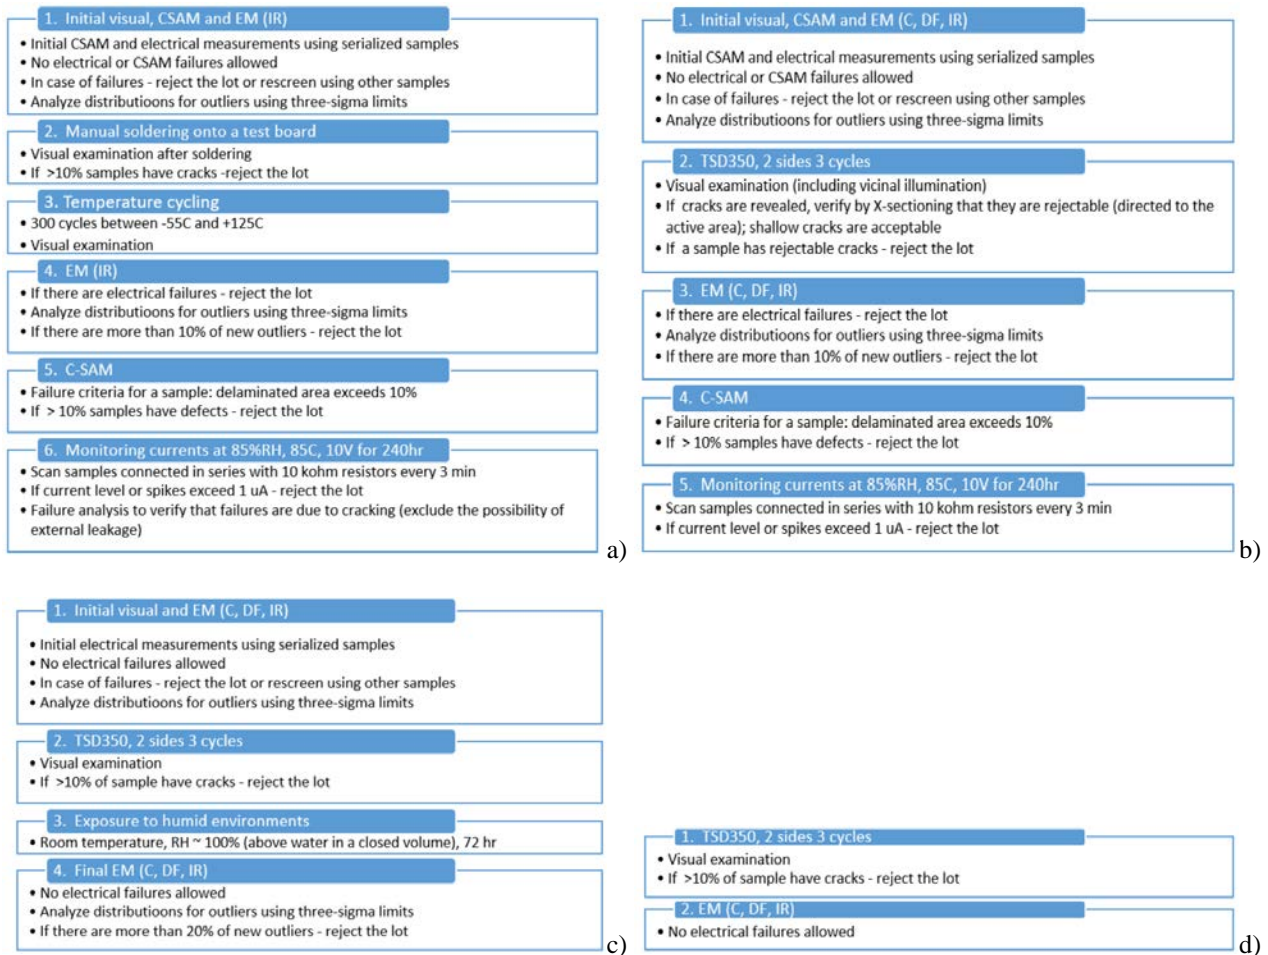 1. Initial visual, CSAM and EM (IR)
• Initial CSAM and electrical measurements using serialized samples
• No electrical or CSAM failures allowed
• In case of failures - reject the lot or rescreen using other samples
• Analyze distributioons for outliers using three-sigma limits
2. Manual soldering onto a test board
• Visual examination after soldering
• If >10% samples have cracks -reject the lot
3. Temperature cycling
• 300 cycles between -55C and +125C
• Visual examination
4. EM (IR)
• If there are electrical failures - reject the lot
• Analyze distributioons for outliers using three-sigma limits
• If there are more than 10% of new outliers - reject the lot
5. C-SAM
• Failure criteria for a sample: delaminated area exceeds 10%
• If > 10% samples have defects - reject the lot
6. Monitoring currents at 85%RH, 85C, 10V for 240hr
• Scan samples connected in series with 10 kohm resistors every 3 min
• If current level or spikes exceed 1 uA - reject the lot
• Failure analysis to verify that failures are due to cracking (exclude the possibility of
external leakage)
a)
1. Initial visual, CSAM and EM (C, DF, IR)
• Initial CSAM and electrical measurements using serialized samples
• No electrical or CSAM failures allowed
• In case of failures - reject the lot or rescreen using other samples
• Analyze distributioons for outliers using three-sigma limits
2. TSD350, 2 sides 3 cycles
• Visual examination (including vicinal illumination)
• If cracks are revealed, verify by X-sectioning that they are rejectable (directed to the
active area); shallow cracks are acceptable
• If a sample has rejectable cracks - reject the lot
3. EM (C, DF, IR)
• If there are electrical failures - reject the lot
• Analyze distributioons for outliers using three-sigma limits
• If there are more than 10% of new outliers - reject the lot
4. C-SAM
• Failure criteria for a sample: delaminated area exceeds 10%
• If > 10% samples have defects - reject the lot
5. Monitoring currents at 85%RH, 85C, 10V for 240hr
• Scan samples connected in series with 10 kohm resistors every 3 min
• If current level or spikes exceed 1 uA - reject the lot
b)
1. Initial visual and EM (C, DF, IR)
• Initial electrical measurements using serialized samples
• No electrical failures allowed
• In case of failures - reject the lot or rescreen using other samples
• Analyze distributioons for outliers using three-sigma limits
2. TSD350, 2 sides 3 cycles
• Visual examination
• If >10% of sample have cracks - reject the lot
3. Exposure to humid environments
• Room temperature, RH ~ 100% (above water in a closed volume), 72 hr
4. Final EM (C, DF, IR)
• No electrical failures allowed
• Analyze distributioons for outliers using three-sigma limits
• If there are more than 20% of new outliers - reject the lot
c)
1. TSD350, 2 sides 3 cycles
• Visual examination
• If >10% of sample have cracks - reject the lot
2. EM (C, DF, IR)
• No electrical failures allowed
d)